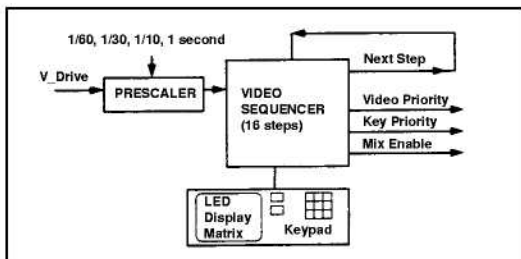 1/60, 1/30, 1/10, 1 second
V_Drive
PRESCALER
VIDEO
SEQUENCER
(16 steps)
Next Step
Video Priority
Key Priority
Mix Enable
LED
Display
Matrix
Keypad